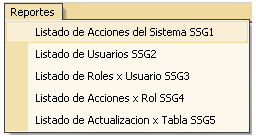 Reportes
Listado de Acciones del Sistema SSG1
Listado de Usuarios SSG2
Listado de Roles x Usuario SSG3
Listado de Acciones x Rol SSG4
Listado de Actualizacion x Tabla SSG5